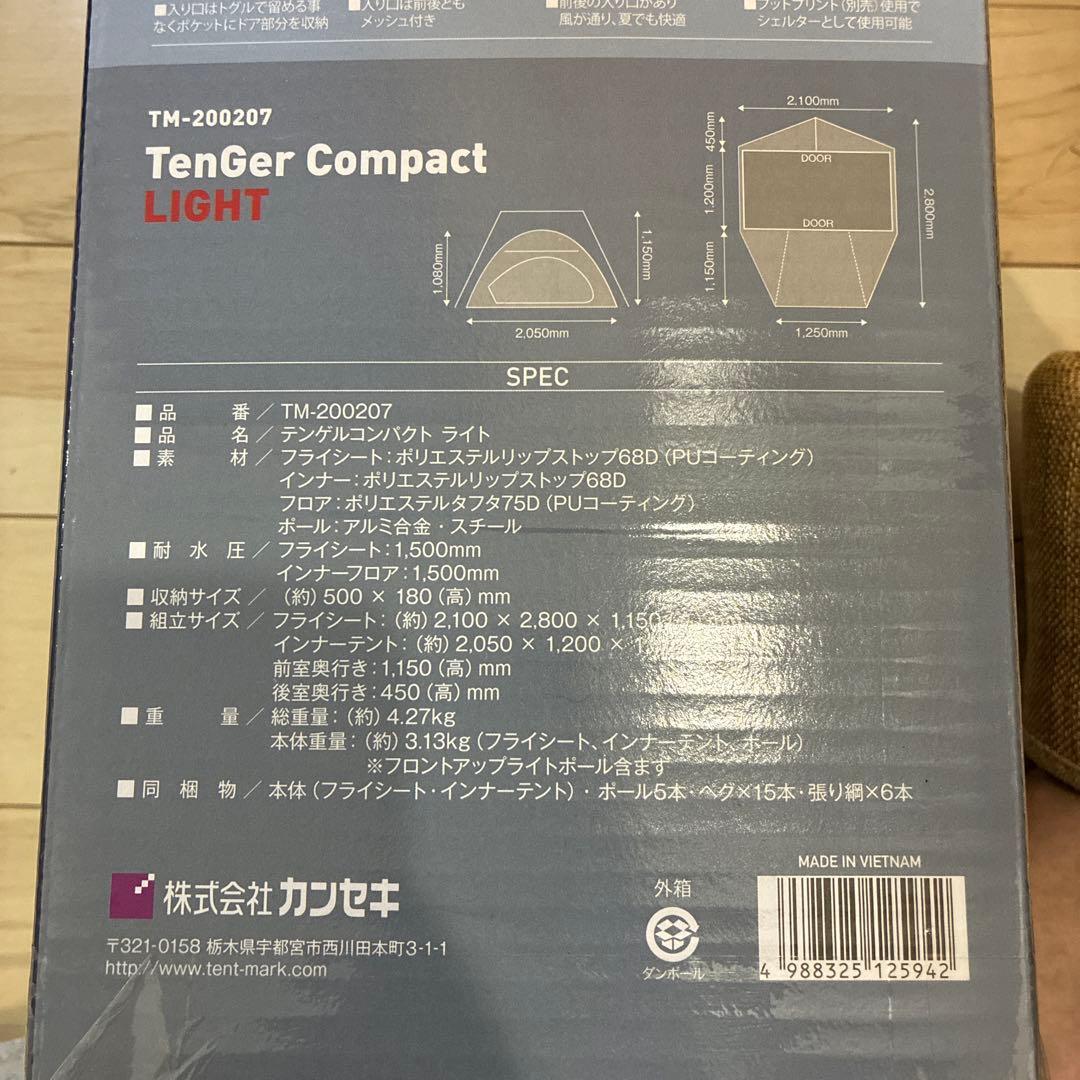 ■入り口はトグルで留める事
なくポケットにドア部分を収納
■入り口は前後とも
メッシュ付き
■前後の入り口があり
風が通り、夏でも快適
■フットプリント(別売)使用で
シェルターとして使用可能
TM-200207
TenGer Compact
LIGHT
1,080mm
1,150mm
2,050mm
2,100mm
450mm
1,200mm
1,150mm
DOOR
DOOR
2,800mm
1,250mm
SPEC
■品番／TM-200207
■品名／テンゲルコンパクト ライト
■素材／フライシート：ポリエステルリップストップ68D（PUコーティング）
インナー：ポリエステルリップストップ68D
フロア：ポリエステルタフタ75D（PUコーティング）
ポール：アルミ合金・スチール
■耐水圧／フライシート：1,500mm
インナーフロア：1,500mm
■収納サイズ／（約）500 × 180（高）mm
■組立サイズ／フライシート：（約）2,100 × 2,800 × 1,150
インナーテント：（約）2,050 × 1,200 ×
前室奥行き：1,150（高）mm
後室奥行き：450（高）mm
■重量／総重量：（約）4.27kg
本体重量：（約）3.13kg（フライシート、インナーテント、ポール）
※フロントアップライトポール含まず
■同梱物／本体（フライシート・インナーテント）・ポール5本・ペグ×15本・張り綱×6本
株式会社 カンセキ
〒321-0158 栃木県宇都宮市西川田本町3-1-1
http://www.tent-mark.com
外箱
ダンボール
MADE IN VIETNAM
4 988325 125942